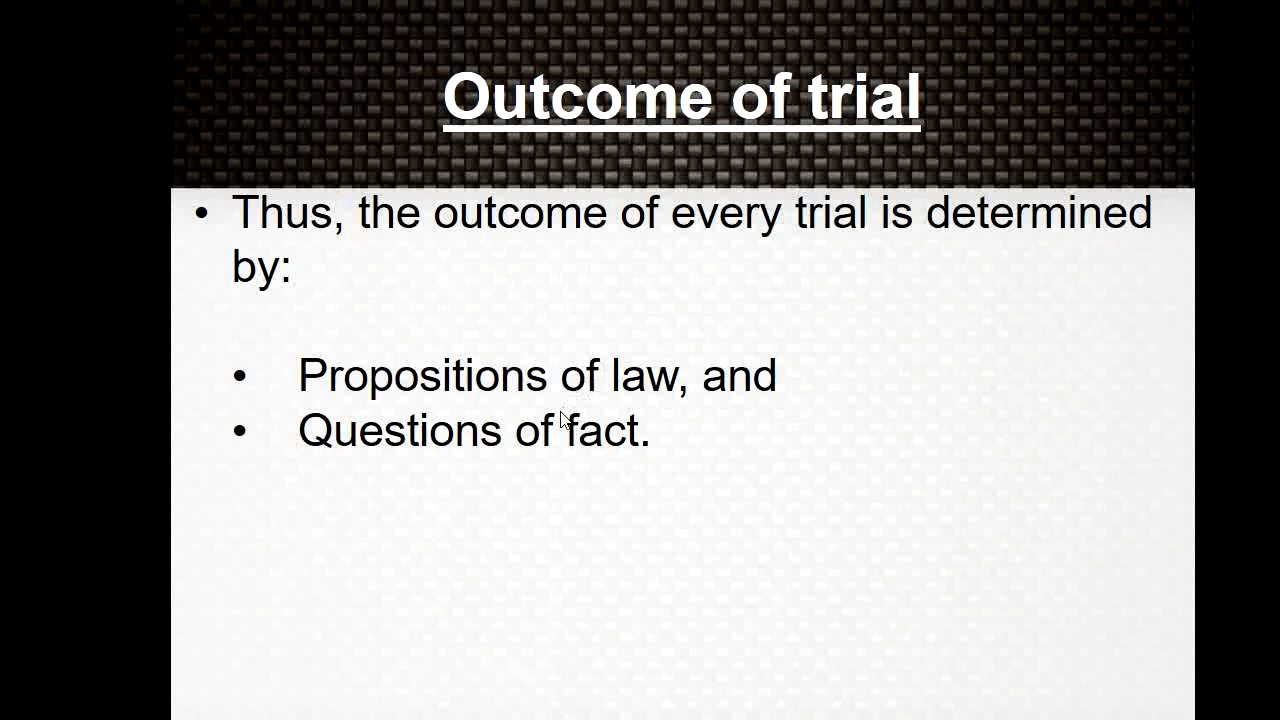 Outcome of trial
• Thus, the outcome of every trial is determined
by:
• Propositions of law, and
• Questions of fact.